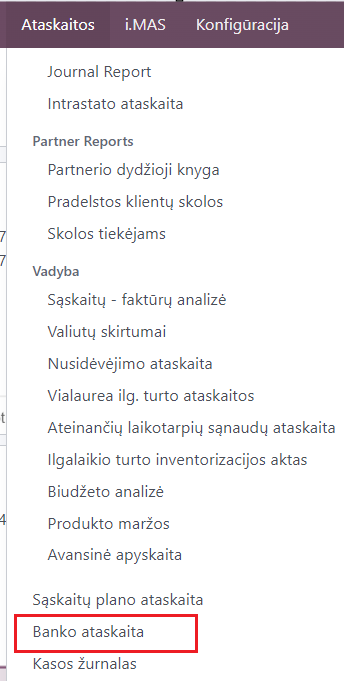 Ataskaitos i.MAS Konfigūracija
Journal Report
Intrastato ataskaita
Partner Reports
Partnerio dydžioji knyga
Pradelstos klientų skolos
Skolos tiekėjams
Vadyba
Sąskaitų - faktūrų analizė
Valiutų skirtumai
Nusidėvėjimo ataskaita
Vialaurea ilg. turto ataskaitos
Ateinančių laikotarpių sąnaudų ataskaita
Ilgalaikio turto inventorizacijos aktas
Biudžeto analizė
Produkto maržos
Avansinė apyskaita
Sąskaitų plano ataskaita
Banko ataskaita
Kasos žurnalas